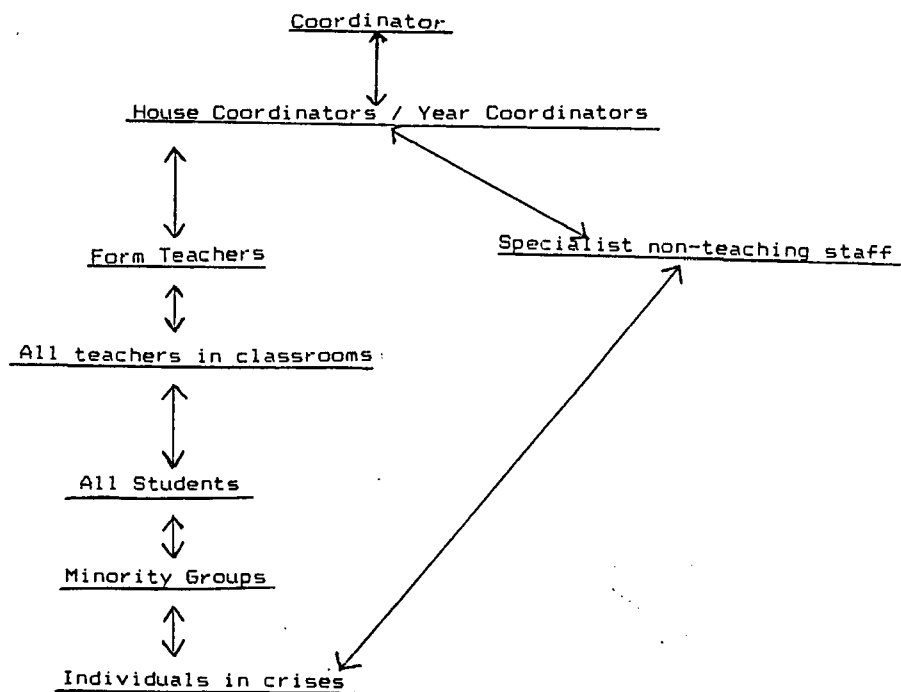 Coordinator
House Coordinators / Year Coordinators
Form Teachers
Specialist non-teaching staff
All teachers in classrooms
All Students
Minority Groups
Individuals in crises